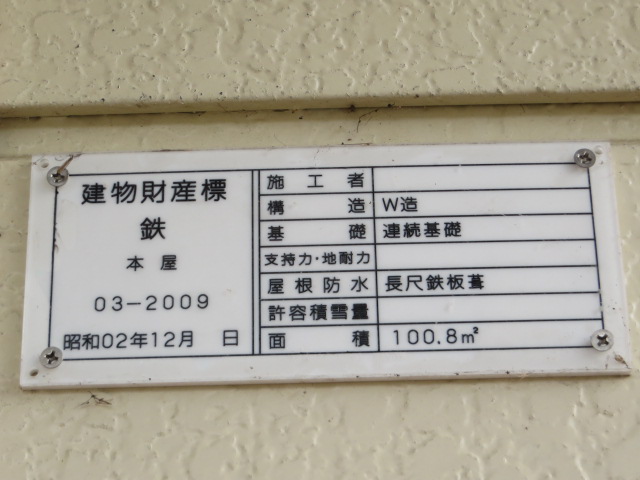 建物財産標
鉄
本屋
03-2009
昭和02年12月 日
施工者
構造 W造
基礎 連続基礎
支持力・地耐力
屋根防水 長尺鉄板葺
許容積雪量
面積 100.8㎡